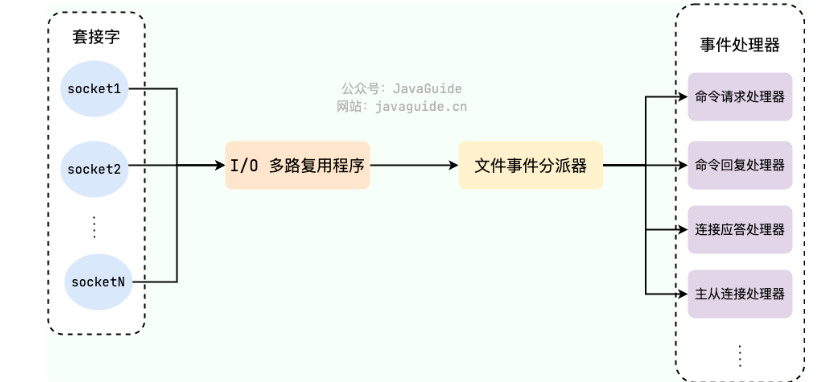 套接字
socket1
socket2
socketN
公众号：JavaGuide
网站：javaguide.cn
I/O 多路复用程序
文件事件分派器
事件处理器
命令请求处理器
命令回复处理器
连接应答处理器
主从连接处理器